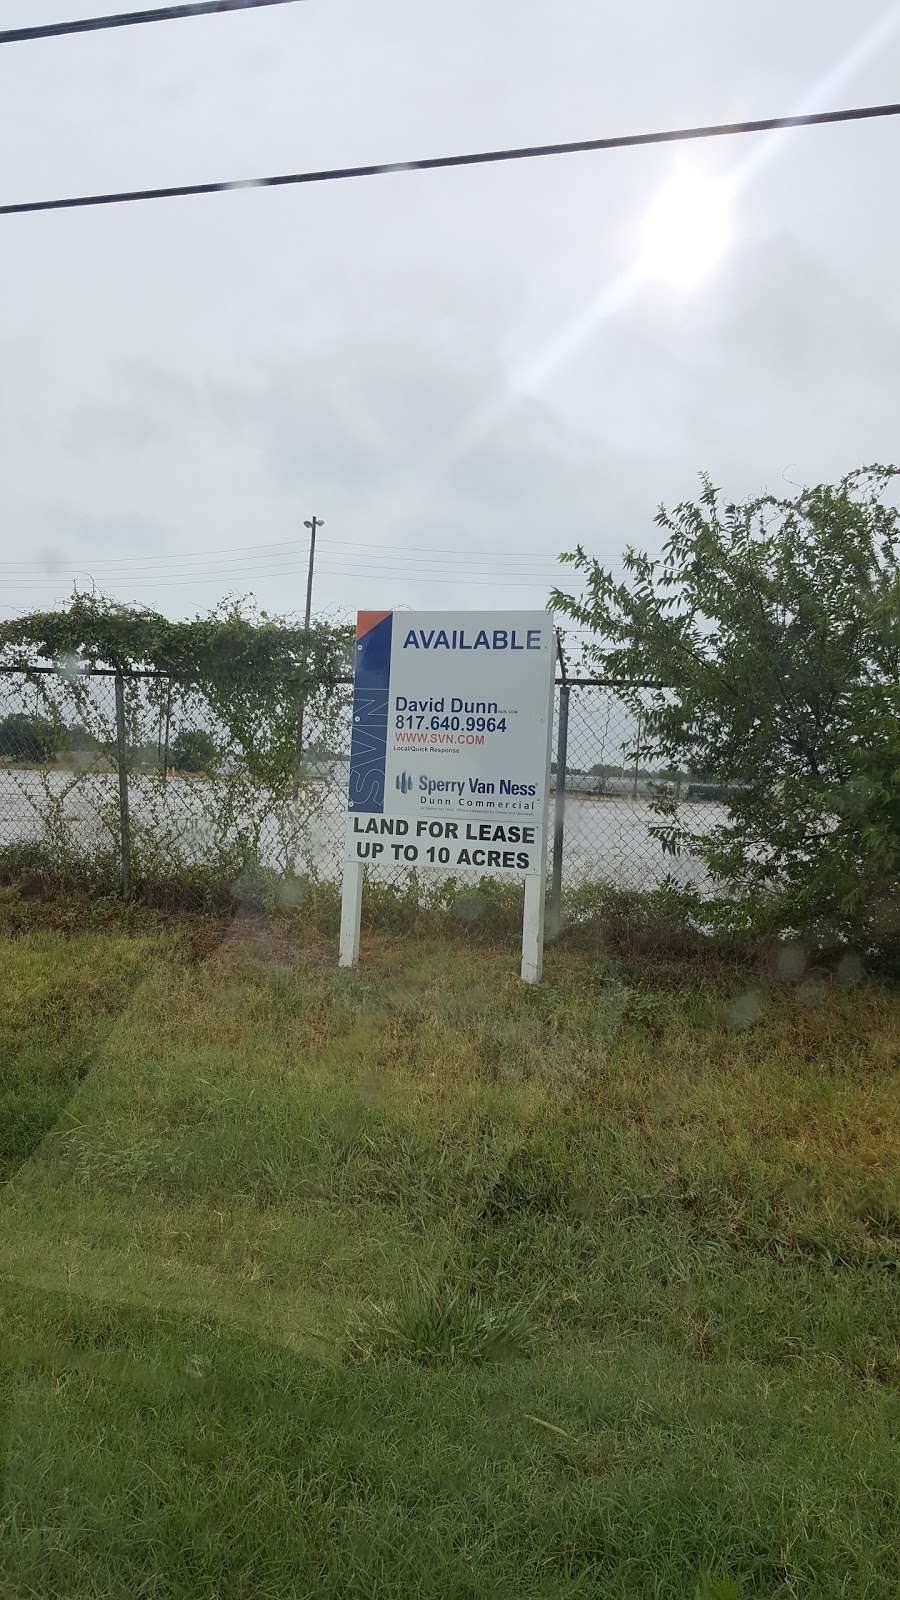 AVAILABLE
SVN
David Dunn
817.640.9964
WWW.SVN.COM
Local/Quick Response
Sperry Van Ness
Dunn Commercial
LAND FOR LEASE
UP TO 10 ACRES